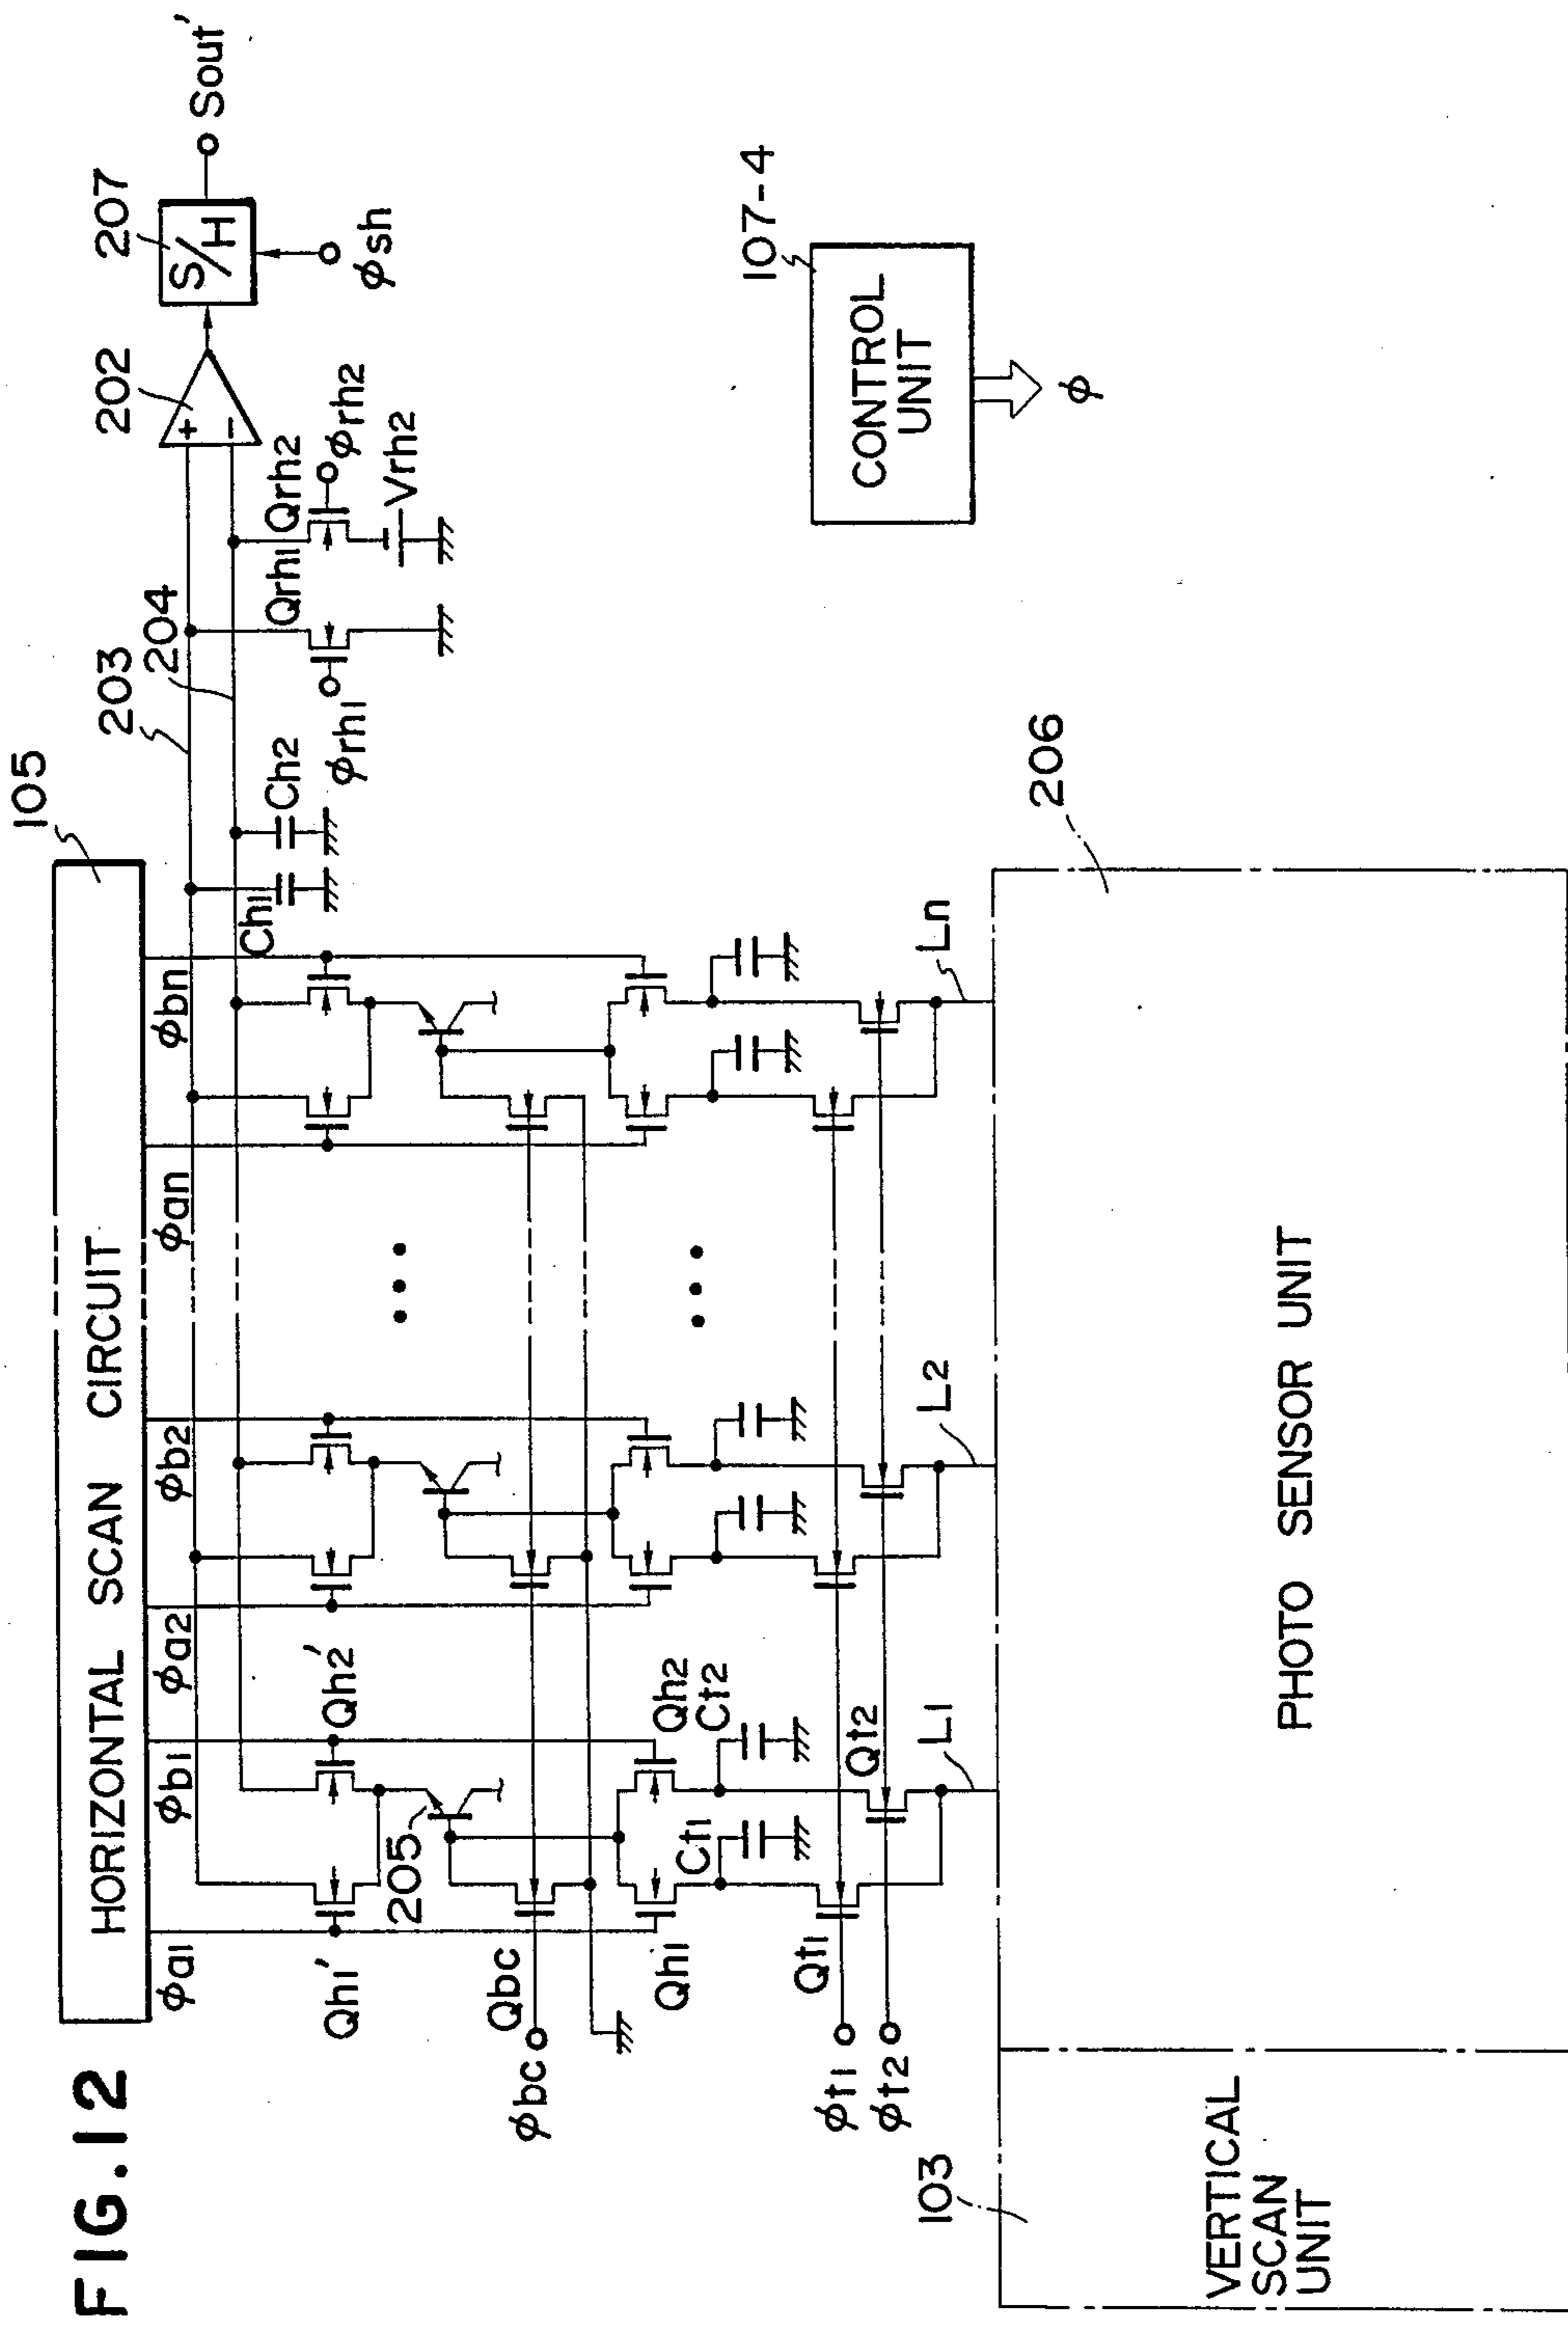 FIG.12
105
HORIZONTAL SCAN CIRCUIT
φa1
φb1
φa2
φb2
φan
φbn
203
204
202
207
+
−
S/H
Sout'
φsh
Ch1
Ch2
φrh1
Qrh1
Qrh2
φrh2
Vrh2
Qh1'
Qh2'
205
Qbc
φbc
Qh1
Qh2
Ct1
Ct2
Qt1
Qt2
φt1
φt2
L1
L2
Ln
107-4
CONTROL
UNIT
φ
103
VERTICAL
SCAN
UNIT
206
PHOTO SENSOR UNIT